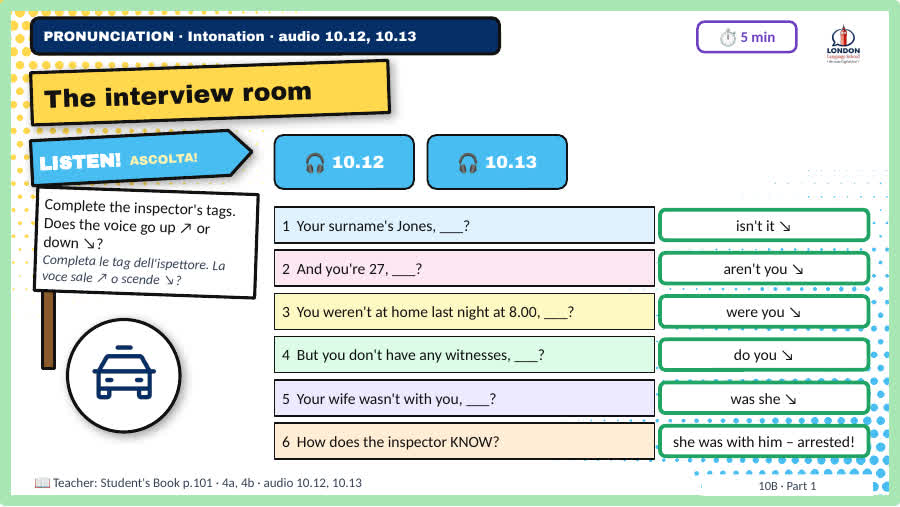 PRONUNCIATION · Intonation · audio 10.12, 10.13
⏱️ 5 min
LONDON
Language School
The interview room
LISTEN! ASCOLTA!
🎧 10.12
🎧 10.13
Complete the inspector's tags.
Does the voice go up ↗ or
down ↘?
Completa le tag dell'ispettore. La
voce sale ↗ o scende ↘?
1 Your surname's Jones, ___?
isn't it ↘
2 And you're 27, ___?
aren't you ↘
3 You weren't at home last night at 8.00, ___?
were you ↘
4 But you don't have any witnesses, ___?
do you ↘
5 Your wife wasn't with you, ___?
was she ↘
6 How does the inspector KNOW?
she was with him – arrested!
📖 Teacher: Student's Book p.101 · 4a, 4b · audio 10.12, 10.13
10B · Part 1